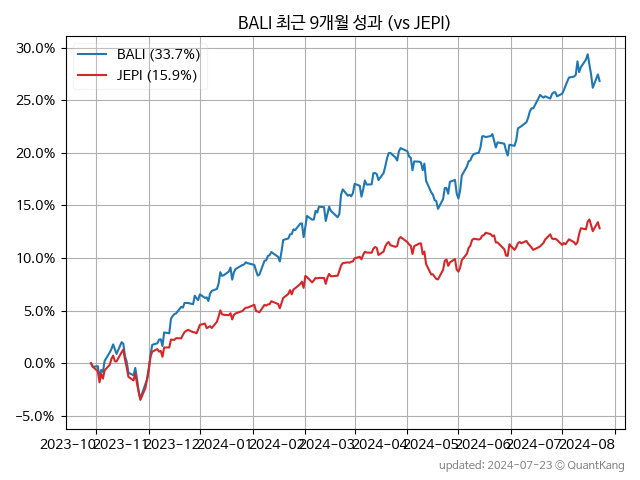 BALI 최근 9개월 성과 (vs JEPI)
BALI (33.7%)
JEPI (15.9%)
30.0%
25.0%
20.0%
15.0%
10.0%
5.0%
0.0%
−5.0%
2023−10 2023−11 2023−12 2024−01 2024−02 2024−03 2024−04 2024−05 2024−06 2024−07 2024−08
updated: 2024-07-23 © QuantKang